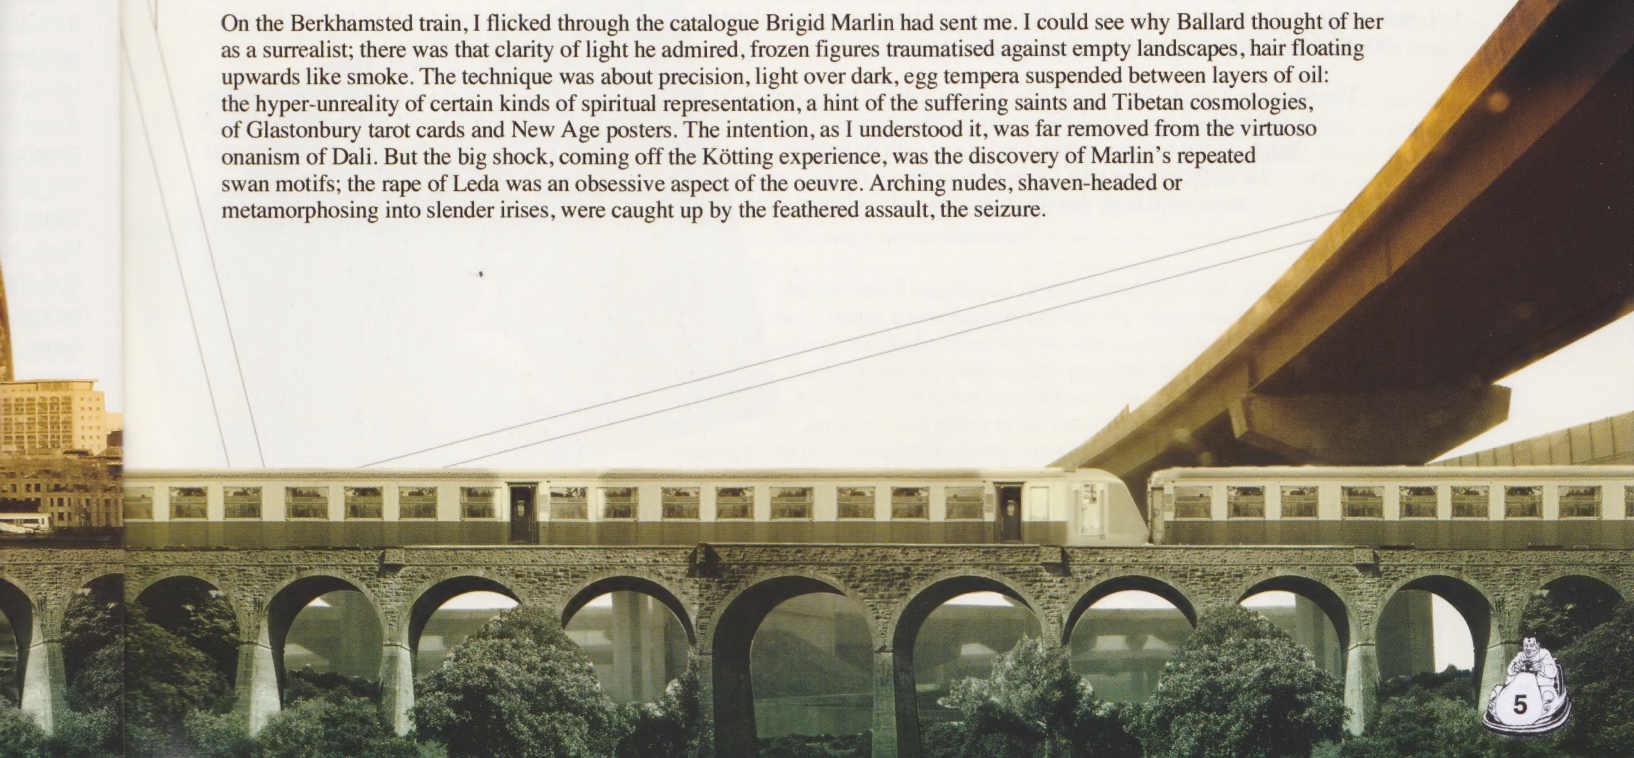 On the Berkhamsted train, I flicked through the catalogue Brigid Marlin had sent me. I could see why Ballard thought of her
as a surrealist; there was that clarity of light he admired, frozen figures traumatised against empty landscapes, hair floating
upwards like smoke. The technique was about precision, light over dark, egg tempera suspended between layers of oil:
the hyper-unreality of certain kinds of spiritual representation, a hint of the suffering saints and Tibetan cosmologies,
of Glastonbury tarot cards and New Age posters. The intention, as I understood it, was far removed from the virtuoso
onanism of Dali. But the big shock, coming off the Kötting experience, was the discovery of Marlin's repeated
swan motifs; the rape of Leda was an obsessive aspect of the oeuvre. Arching nudes, shaven-headed or
metamorphosing into slender irises, were caught up by the feathered assault, the seizure.
5